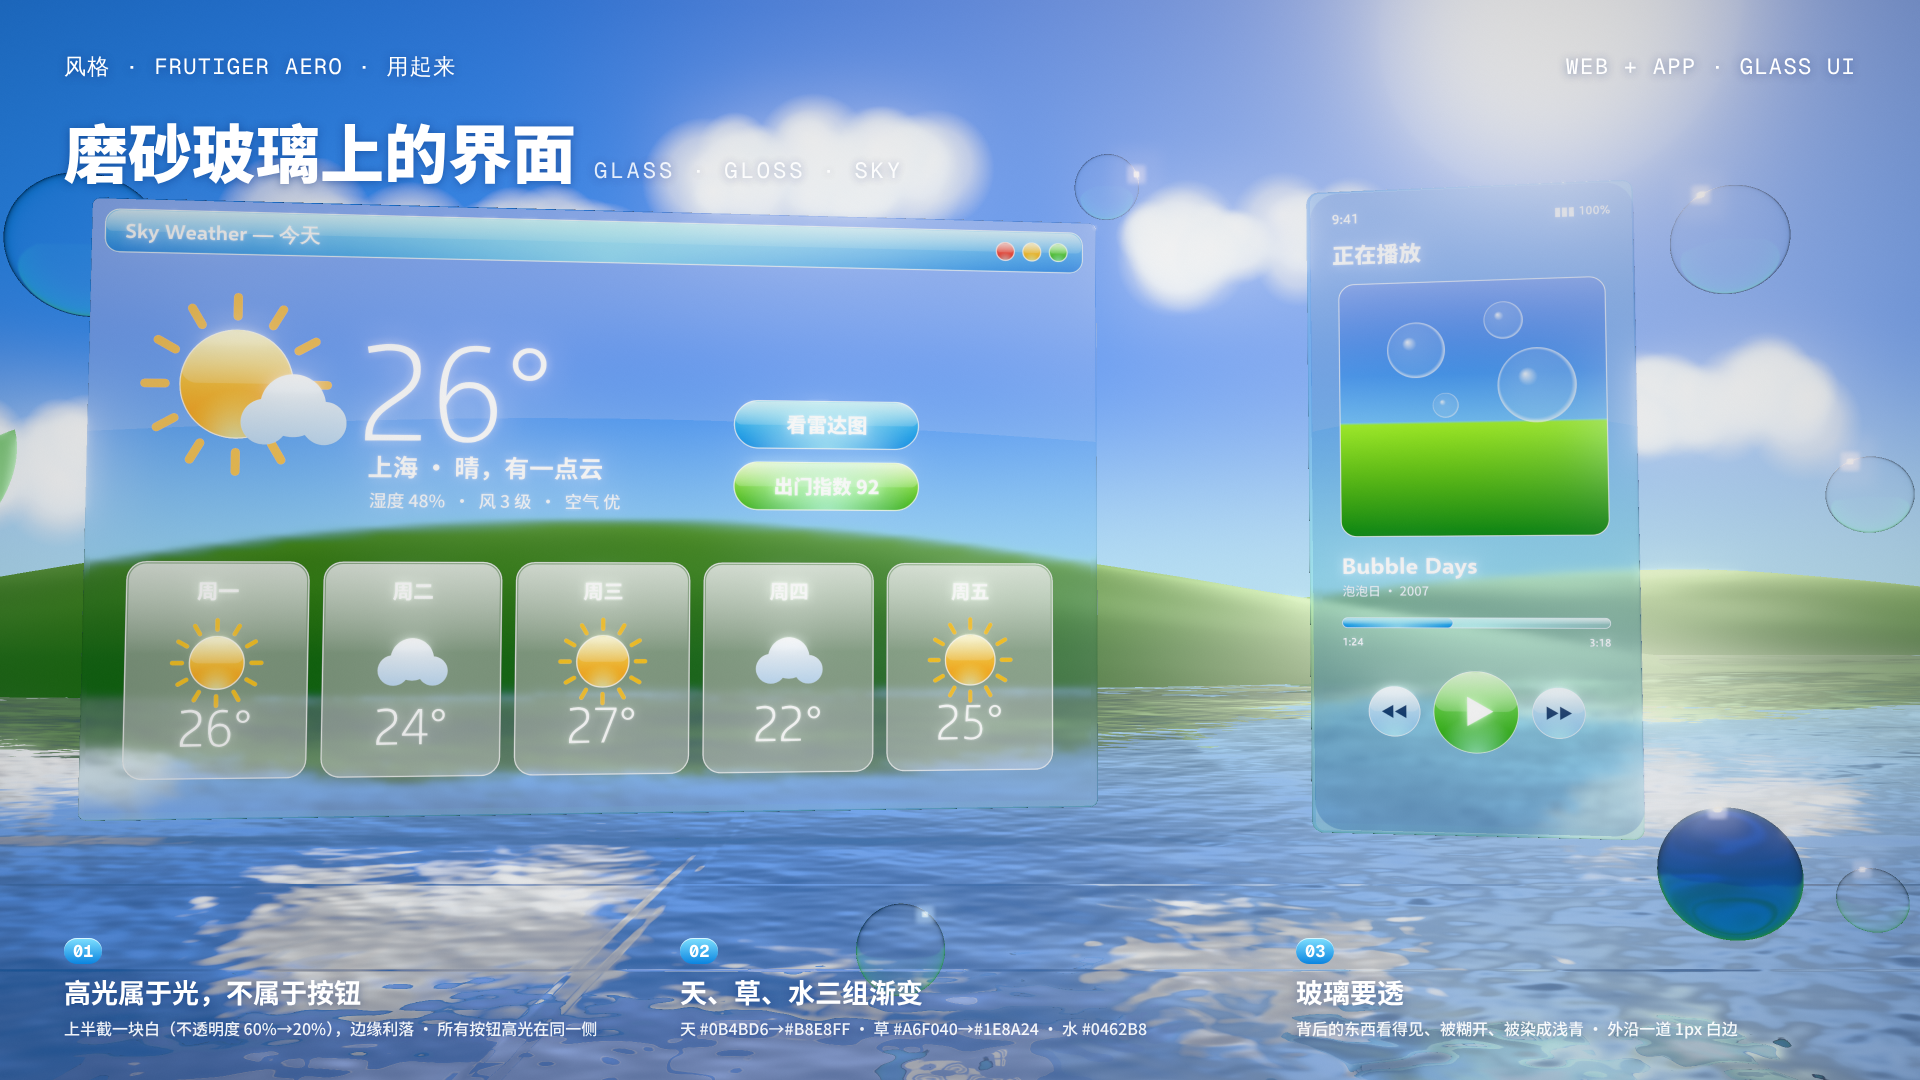 风格 · FRUTIGER AERO · 用起来
WEB + APP · GLASS UI
磨砂玻璃上的界面 GLASS · GLOSS · SKY
Sky Weather — 今天
26°
上海 · 晴，有一点云
湿度 48% · 风 3 级 · 空气 优
看雷达图
出门指数 92
周一
26°
周二
24°
周三
27°
周四
22°
周五
25°
9:41
100%
正在播放
Bubble Days
泡泡日 · 2007
1:24
3:18
01
高光属于光，不属于按钮
上半截一块白（不透明度 60%→20%），边缘利落 · 所有按钮高光在同一侧
02
天、草、水三组渐变
天 #0B4BD6→#B8E8FF · 草 #A6F040→#1E8A24 · 水 #0462B8
03
玻璃要透
背后的东西看得见、被糊开、被染成浅青 · 外沿一道 1px 白边